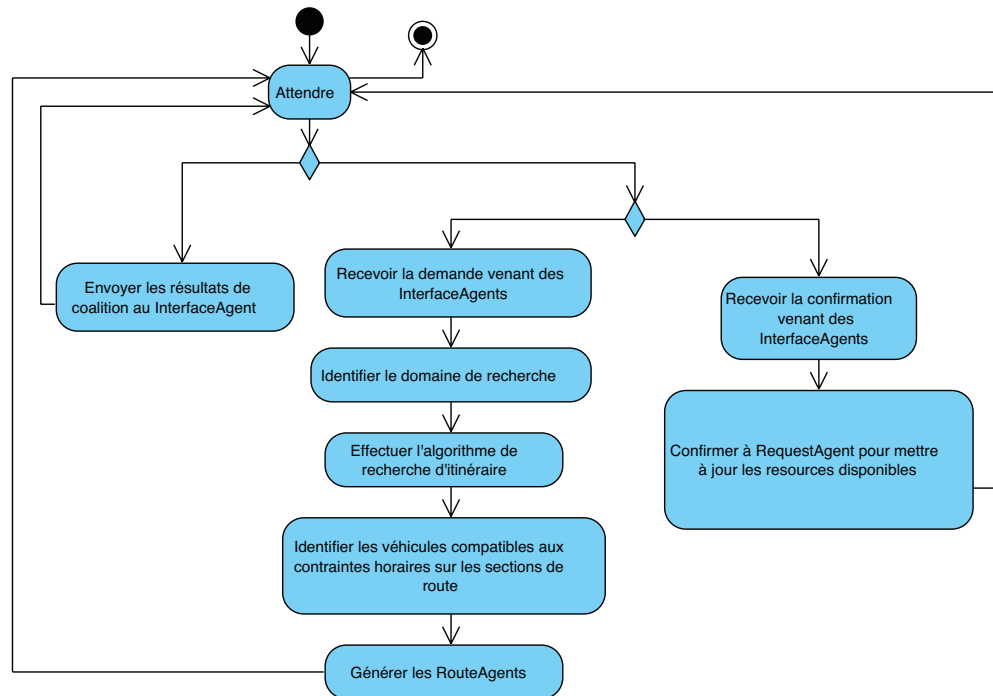 Attendre
Envoyer les résultats de
coalition au InterfaceAgent
Recevoir la demande venant des
InterfaceAgents
Recevoir la confirmation
venant des
InterfaceAgents
Identifier le domaine de recherche
Confirmer à RequestAgent pour mettre
à jour les resources disponibles
Effectuer l'algorithme de
recherche d'itinéraire
Identifier les véhicules compatibles aux
contraintes horaires sur les sections de
route
Générer les RouteAgents